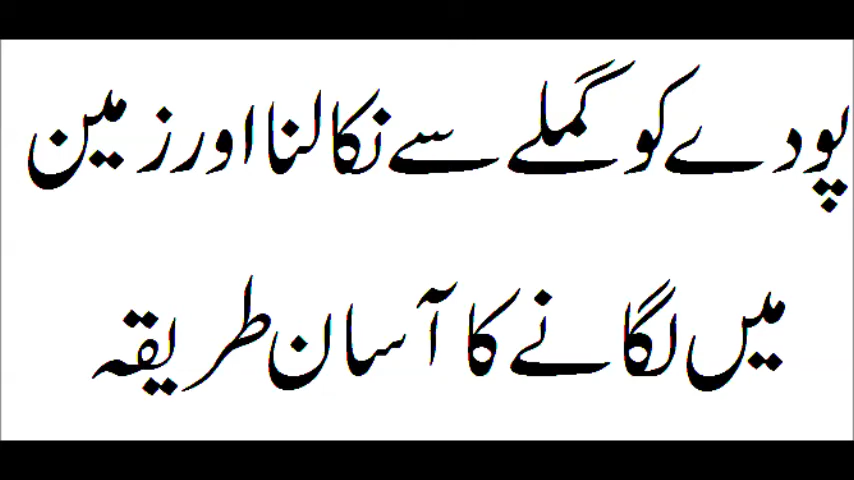 پودے کو گملے سے نکالنا اور زمین
میں لگانے کا آسان طریقہ